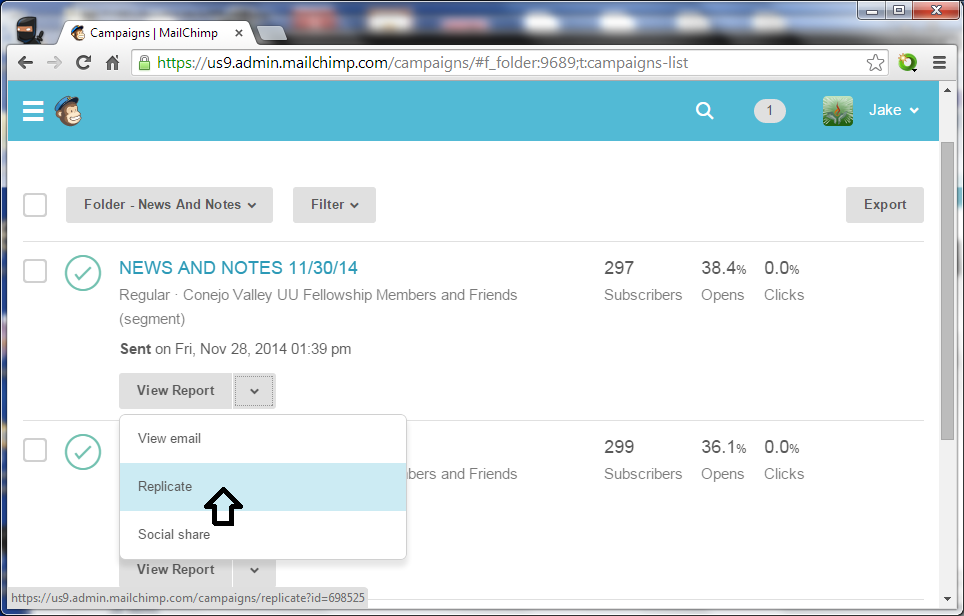 Campaigns | MailChimp
https://us9.admin.mailchimp.com/campaigns/#f_folder:9689;t:campaigns-list
1
Jake
Folder - News And Notes
Filter
Export
NEWS AND NOTES 11/30/14
297
38.4%
0.0%
Regular · Conejo Valley UU Fellowship Members and Friends
Subscribers
Opens
Clicks
(segment)
Sent on Fri, Nov 28, 2014 01:39 pm
View Report
View email
299
36.1%
0.0%
and Friends
Subscribers
Opens
Clicks
Replicate
Social share
View Report
https://us9.admin.mailchimp.com/campaigns/replicate?id=698525